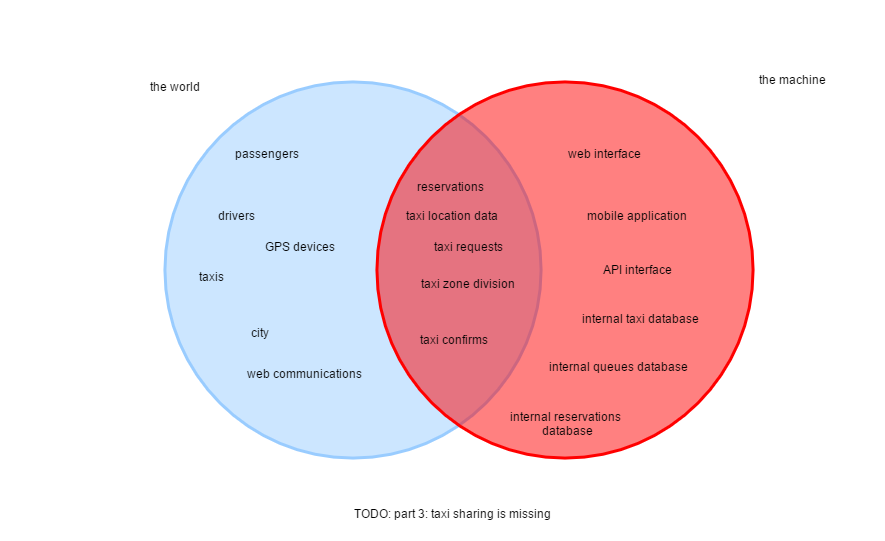 the world
the machine
passengers
drivers
GPS devices
taxis
city
web communications
reservations
taxi location data
taxi requests
taxi zone division
taxi confirms
web interface
mobile application
API interface
internal taxi database
internal queues database
internal reservations
database
TODO: part 3: taxi sharing is missing